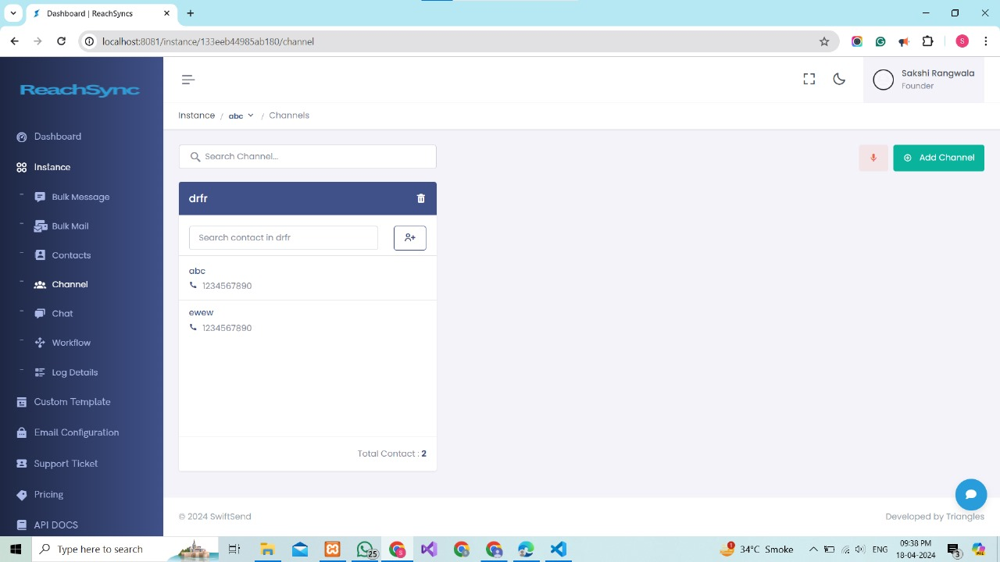 Dashboard | ReachSyncs
localhost:8081/instance/133eeb44985ab180/channel
S
ReachSync
Sakshi Rangwala
Founder
Instance / abc / Channels
Dashboard
Instance
Bulk Message
Bulk Mail
Contacts
Channel
Chat
Workflow
Log Details
Custom Template
Email Configuration
Support Ticket
Pricing
API DOCS
Search Channel...
Add Channel
drfr
Search contact in drfr
abc
1234567890
ewew
1234567890
Total Contact : 2
© 2024 SwiftSend
Developed by Triangles
Type here to search
25
S
1
34°C Smoke
ENG
09:38 PM
18-04-2024
3